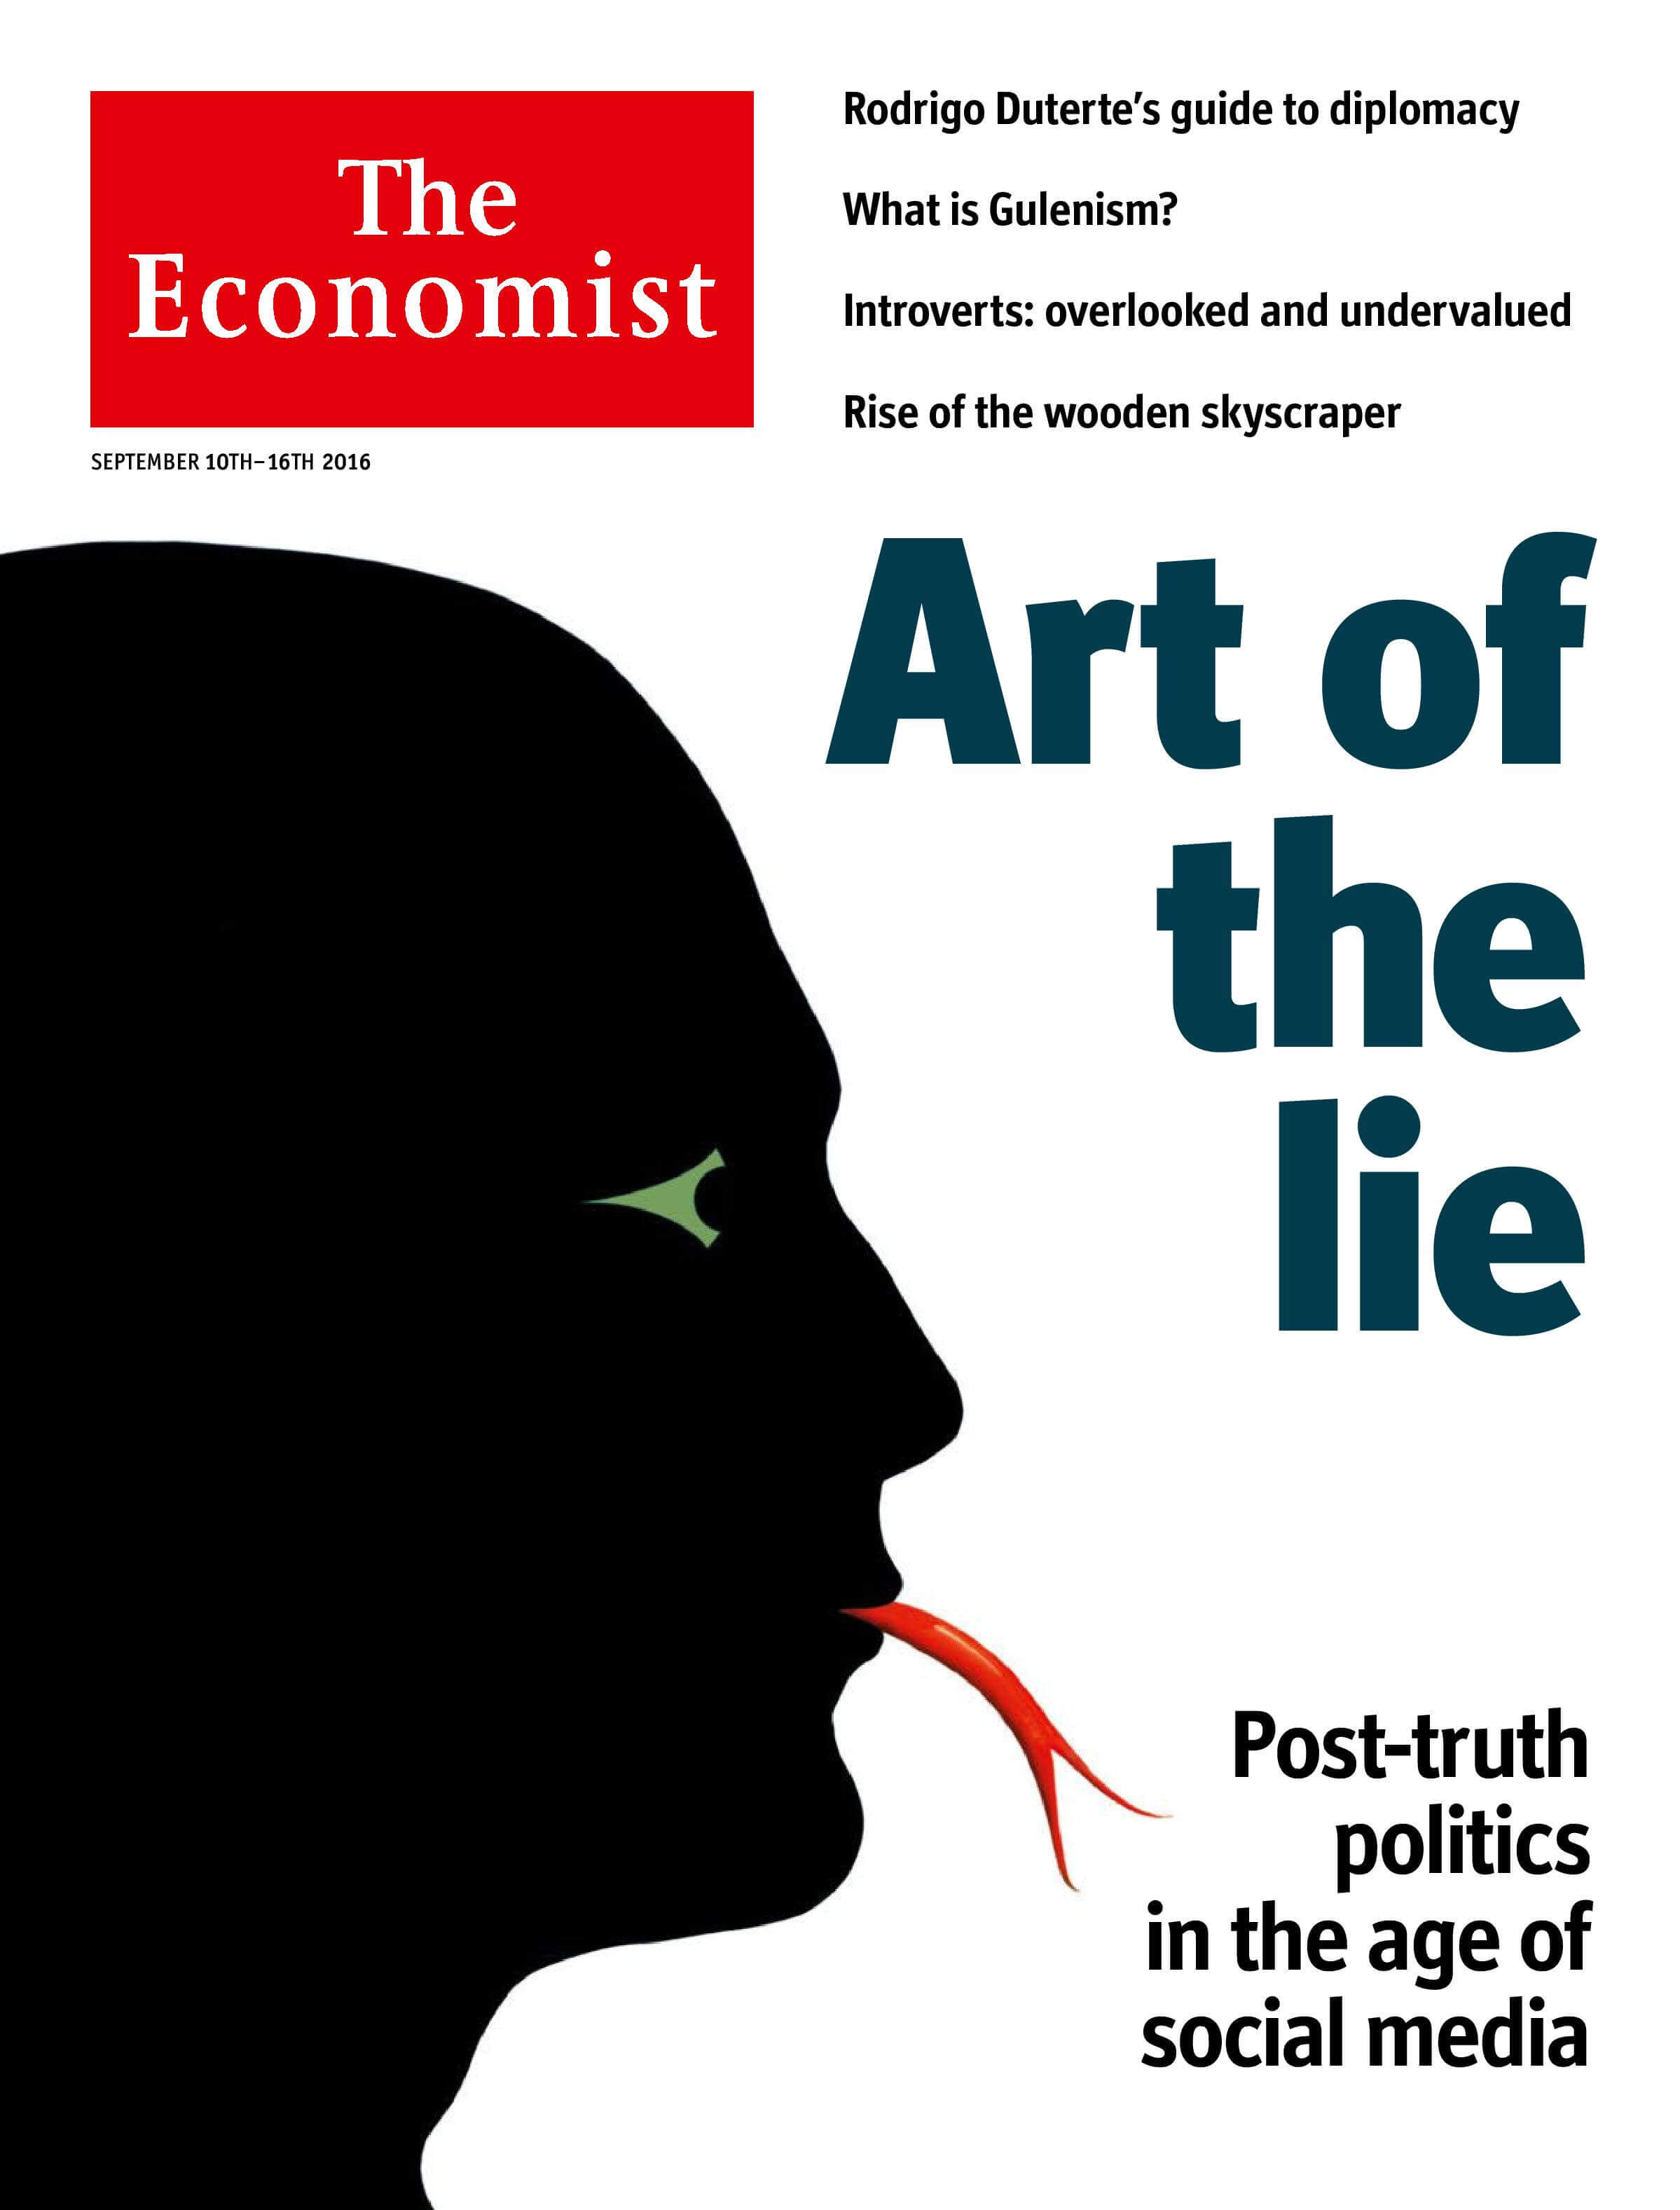 The
Economist
SEPTEMBER 10TH–16TH 2016
Rodrigo Duterte’s guide to diplomacy
What is Gulenism?
Introverts: overlooked and undervalued
Rise of the wooden skyscraper
Art of
the
lie
Post-truth
politics
in the age of
social media